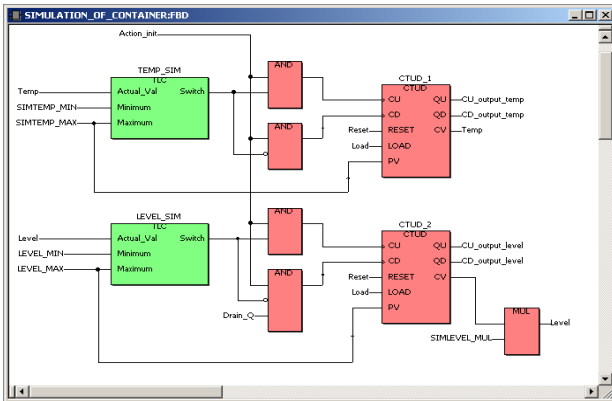 SIMULATION_OF_CONTAINER:FBD
Action_init
TEMP_SIM
TLC
Temp Actual_Val Switch
SIMTEMP_MIN Minimum
SIMTEMP_MAX Maximum
AND
AND
CTUD_1
CTUD
CU QU CU_output_temp
CD QD CD_output_temp
Reset RESET CV Temp
Load LOAD
PV
LEVEL_SIM
TLC
Level Actual_Val Switch
LEVEL_MIN Minimum
LEVEL_MAX Maximum
AND
AND
Drain_Q
CTUD_2
CTUD
CU QU CU_output_level
CD QD CD_output_level
Reset RESET CV
Load LOAD
PV
MUL
Level
SIMLEVEL_MUL